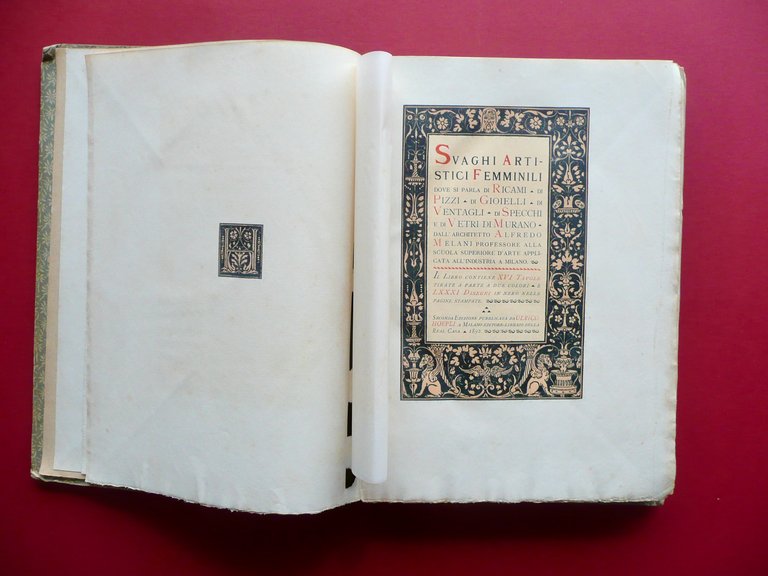 H
SVAGHI ARTI-
STICI FEMMINILI
DOVE SI PARLA DI RICAMI • DI
PIZZI • DI GIOIELLI • DI
VENTAGLI • DI SPECCHI
E DI VETRI DI MURANO •
DALL'ARCHITETTO ALFREDO
MELANI PROFESSORE ALLA
SCUOLA SUPERIORE D'ARTE APPLI-
CATA ALL'INDUSTRIA A MILANO.
IL LIBRO CONTIENE XVI TAVOLE
TIRATE A PARTE A DUE COLORI • E
LXXXI DISEGNI IN NERO NELLE
PAGINE STAMPATE.
SECONDA EDIZIONE PUBBLICATA DA ULRICO
HOEPLI A MILANO EDITORE-LIBRAIO DELLA
REAL CASA •